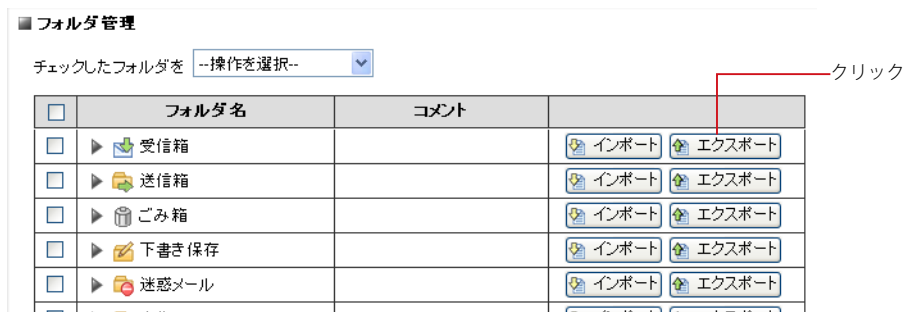 フォルダ管理
チェックしたフォルダを --操作を選択--
クリック
フォルダ名 コメント
受信箱 インポート エクスポート
送信箱 インポート エクスポート
ごみ箱 インポート エクスポート
下書き保存 インポート エクスポート
迷惑メール インポート エクスポート